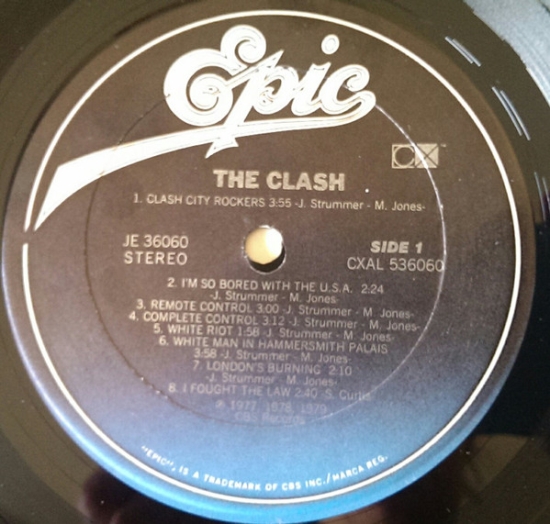 Epic
CX
THE CLASH
1. CLASH CITY ROCKERS 3:55 -J. Strummer - M. Jones-
JE 36060
STEREO
SIDE 1
CXAL 536060
2. I'M SO BORED WITH THE U.S.A. 2:24
-J. Strummer - M. Jones-
3. REMOTE CONTROL 3:00 -J. Strummer - M. Jones-
4. COMPLETE CONTROL 3:12 -J. Strummer - M. Jones-
5. WHITE RIOT 1:58 -J. Strummer - M. Jones-
6. WHITE MAN IN HAMMERSMITH PALAIS
3:58 -J. Strummer - M. Jones-
7. LONDON'S BURNING 2:10
-J. Strummer - M. Jones-
8. I FOUGHT THE LAW 2:40 -S. Curtis-
℗ 1977, 1978, 1979
CBS Records
"EPIC", IS A TRADEMARK OF CBS INC./MARCA REG.